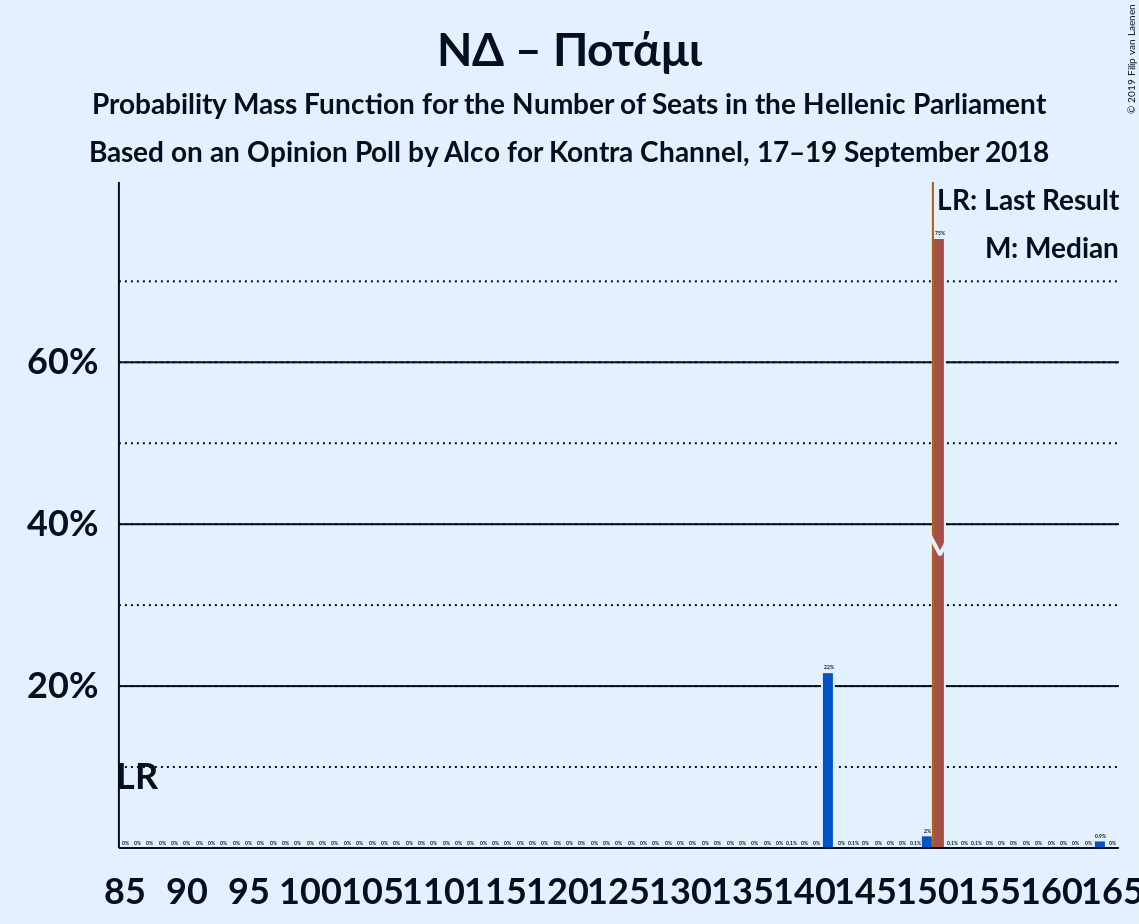 ΝΔ – Ποτάμι
Probability Mass Function for the Number of Seats in the Hellenic Parliament
Based on an Opinion Poll by Alco for Kontra Channel, 17–19 September 2018
© 2019 Filip van Laenen
LR: Last Result
M: Median
75%
60%
40%
22%
20%
LR
2%
0.9%
85 90 95 100 105 110 115 120 125 130 135 140 145 150 155 160 165